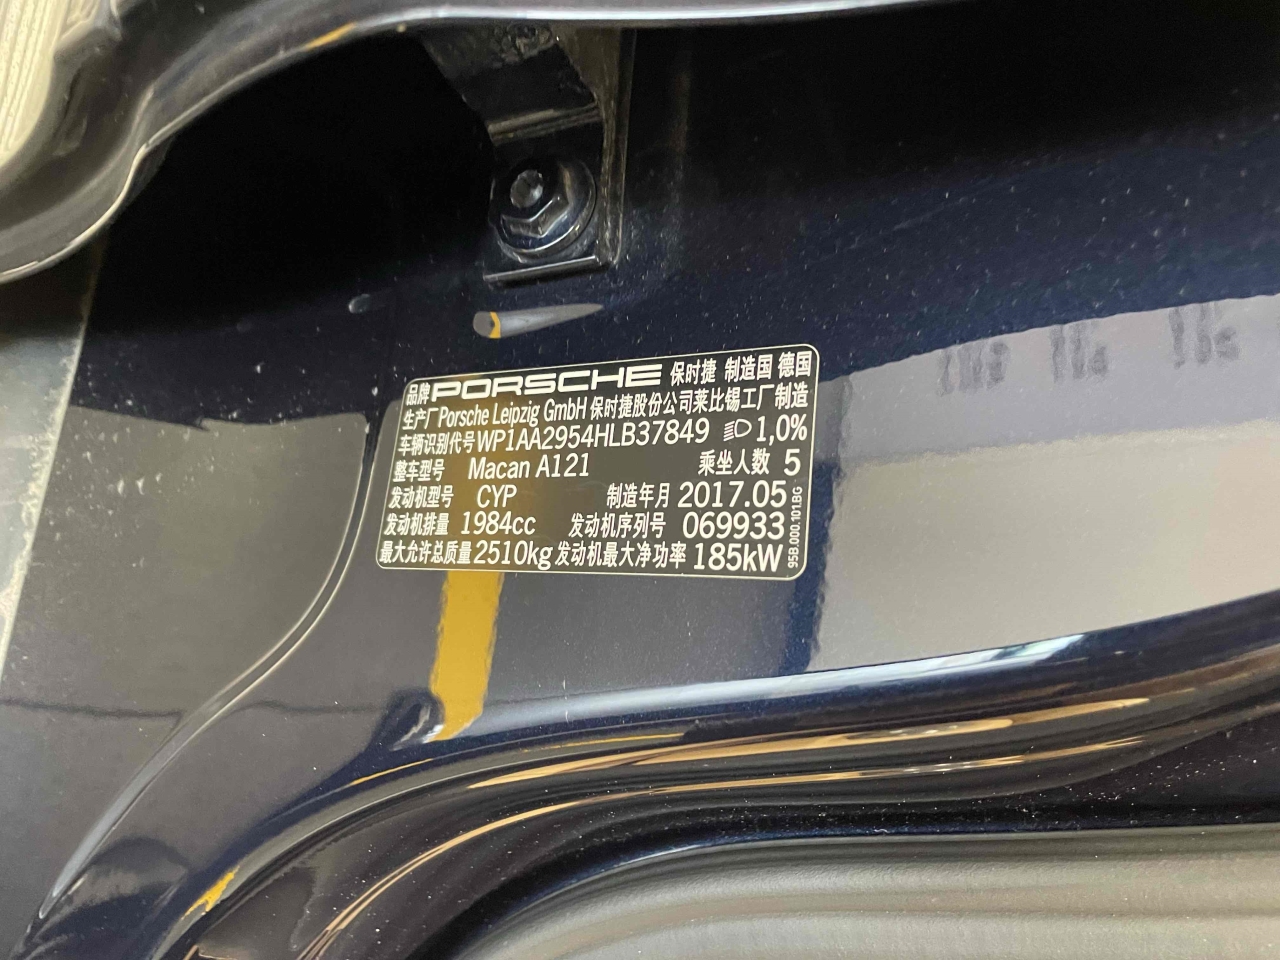 品牌 PORSCHE 保时捷 制造国 德国
生产厂 Porsche Leipzig GmbH 保时捷股份公司莱比锡工厂制造
车辆识别代号 WP1AA2954HLB37849 1,0%
整车型号 Macan A121 乘坐人数 5
发动机型号 CYP 制造年月 2017.05
发动机排量 1984cc 发动机序列号 069933
最大允许总质量 2510kg 发动机最大净功率 185kW
95B.000.101.BG